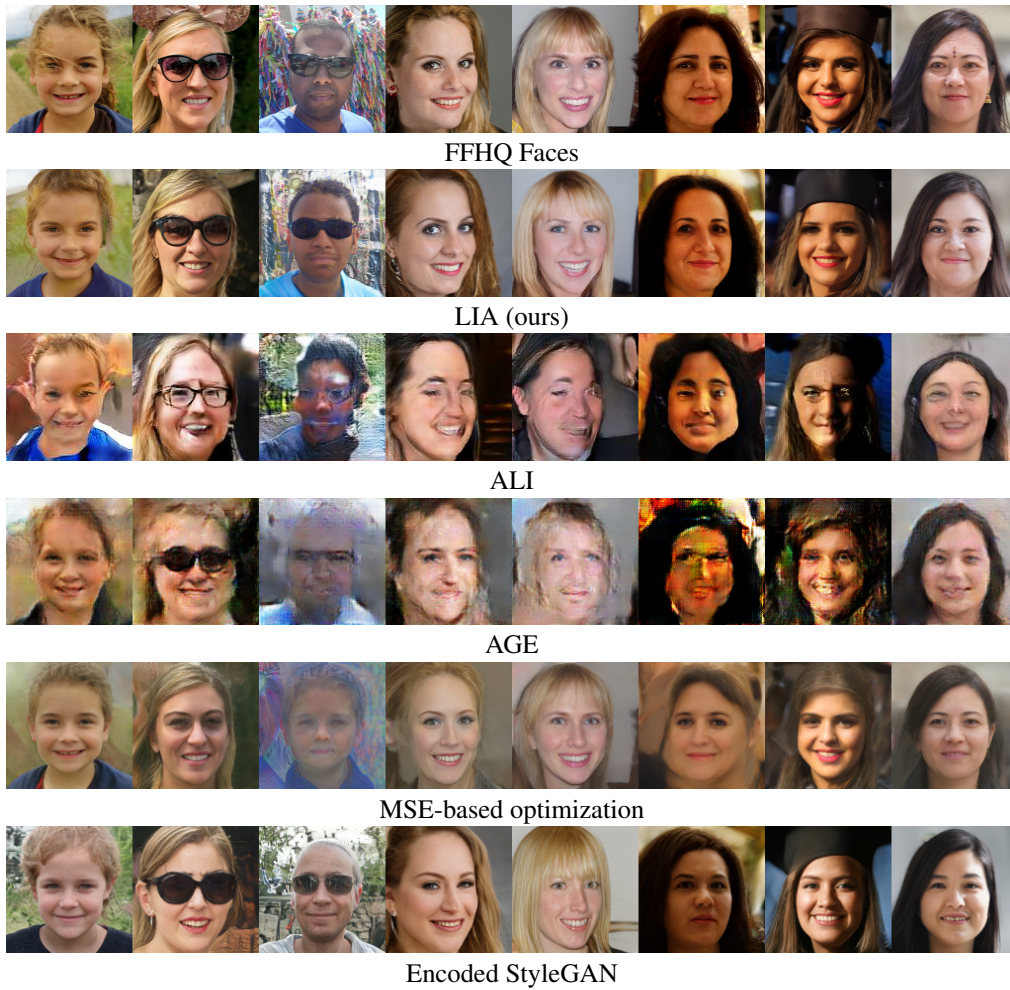 FFHQ Faces
LIA (ours)
ALI
AGE
MSE-based optimization
Encoded StyleGAN